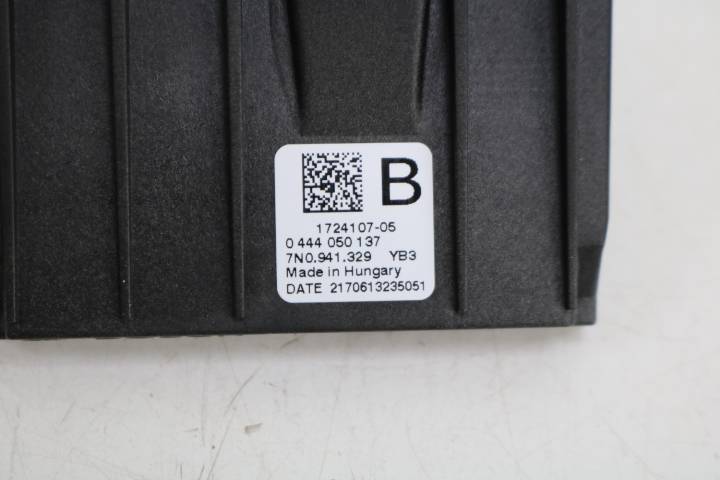 B
1724107-05
0 444 050 137
7N0.941.329 YB3
Made in Hungary
DATE 2170613235051